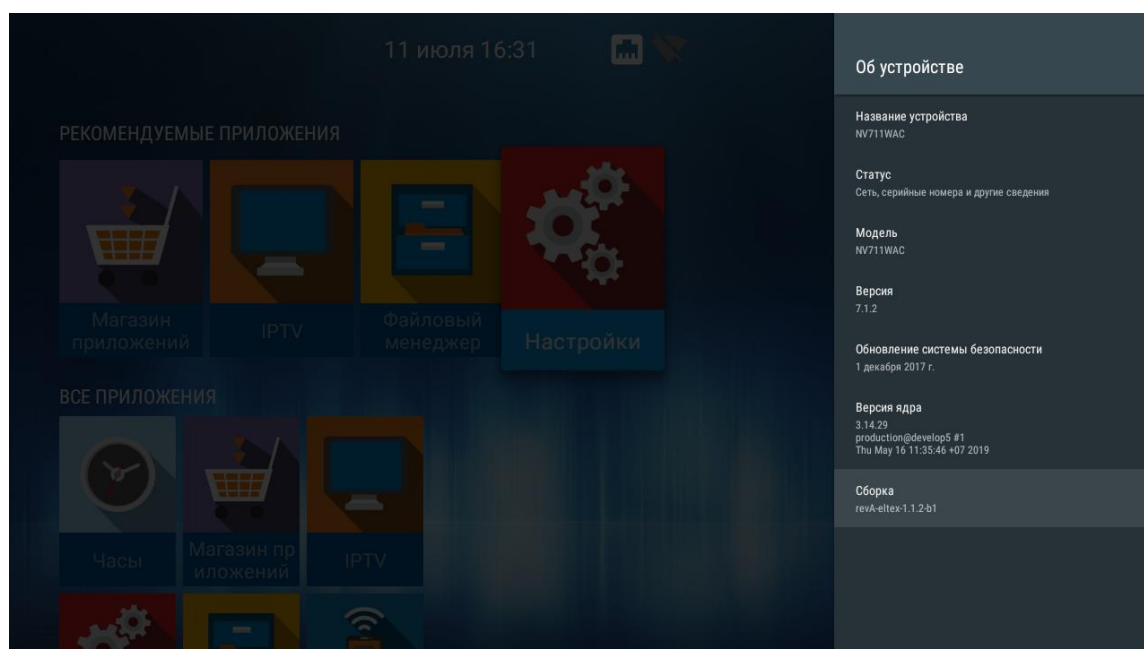 11 июля 16:31
РЕКОМЕНДУЕМЫЕ ПРИЛОЖЕНИЯ
Магазин
приложений
IPTV
Файловый
менеджер
Настройки
ВСЕ ПРИЛОЖЕНИЯ
Часы
Магазин пр
иложений
IPTV
Об устройстве
Название устройства
NV711WAC
Статус
Сеть, серийные номера и другие сведения
Модель
NV711WAC
Версия
7.1.2
Обновление системы безопасности
1 декабря 2017 г.
Версия ядра
3.14.29
production@develop5 #1
Thu May 16 11:35:46 +07 2019
Сборка
revA-eltex-1.1.2-b1